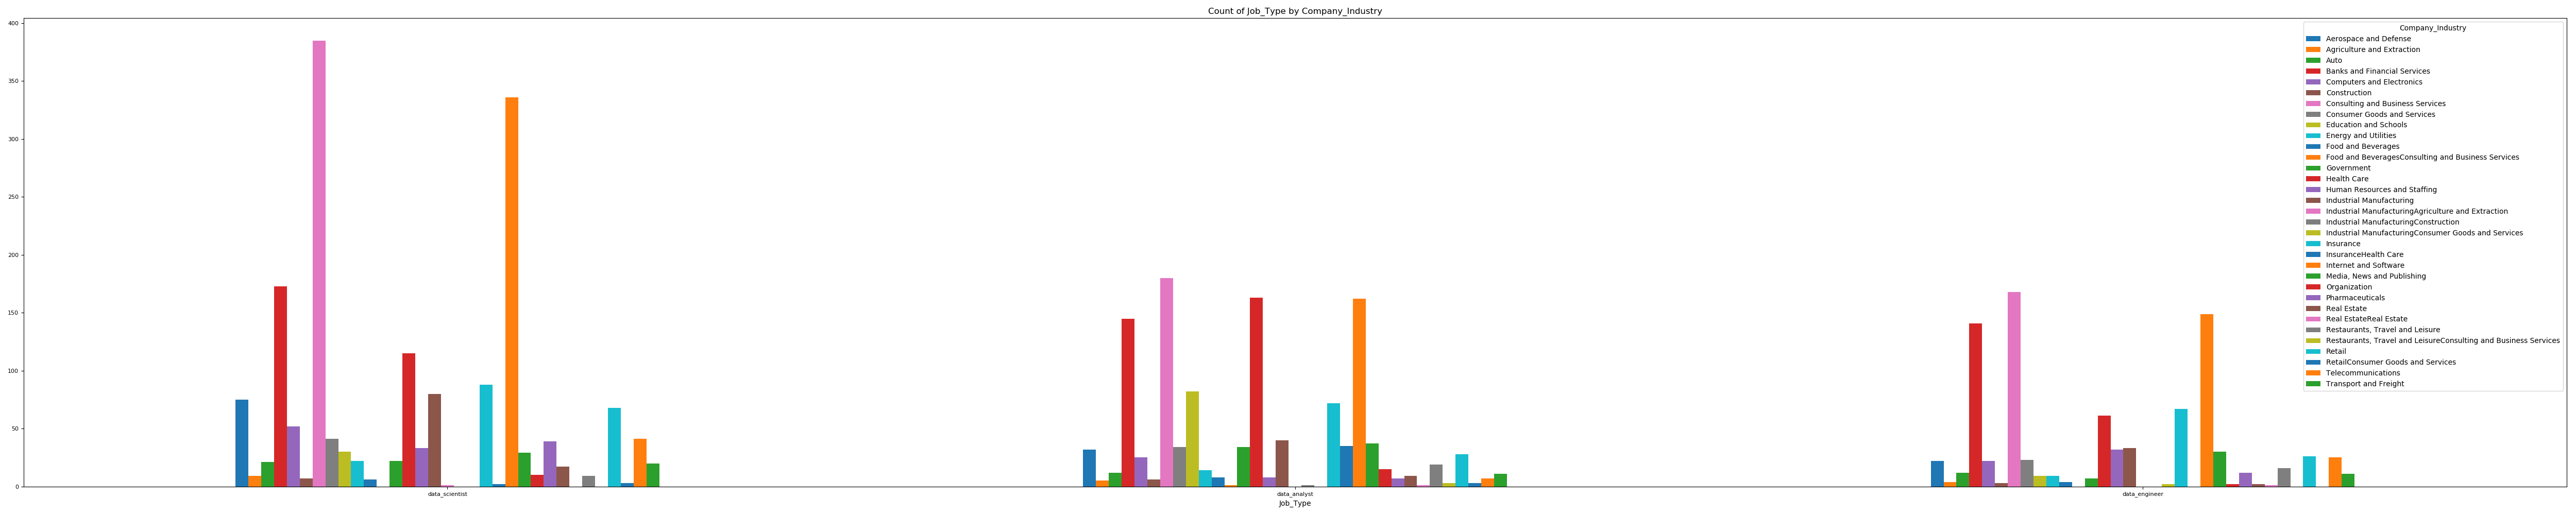 Count of Job_Type by Company_Industry
400
350
300
250
200
150
100
50
0
data_scientist
data_analyst
data_engineer
Job_Type
Company_Industry
Aerospace and Defense
Agriculture and Extraction
Auto
Banks and Financial Services
Computers and Electronics
Construction
Consulting and Business Services
Consumer Goods and Services
Education and Schools
Energy and Utilities
Food and Beverages
Food and BeveragesConsulting and Business Services
Government
Health Care
Human Resources and Staffing
Industrial Manufacturing
Industrial ManufacturingAgriculture and Extraction
Industrial ManufacturingConstruction
Industrial ManufacturingConsumer Goods and Services
Insurance
InsuranceHealth Care
Internet and Software
Media, News and Publishing
Organization
Pharmaceuticals
Real Estate
Real EstateReal Estate
Restaurants, Travel and Leisure
Restaurants, Travel and LeisureConsulting and Business Services
Retail
RetailConsumer Goods and Services
Telecommunications
Transport and Freight